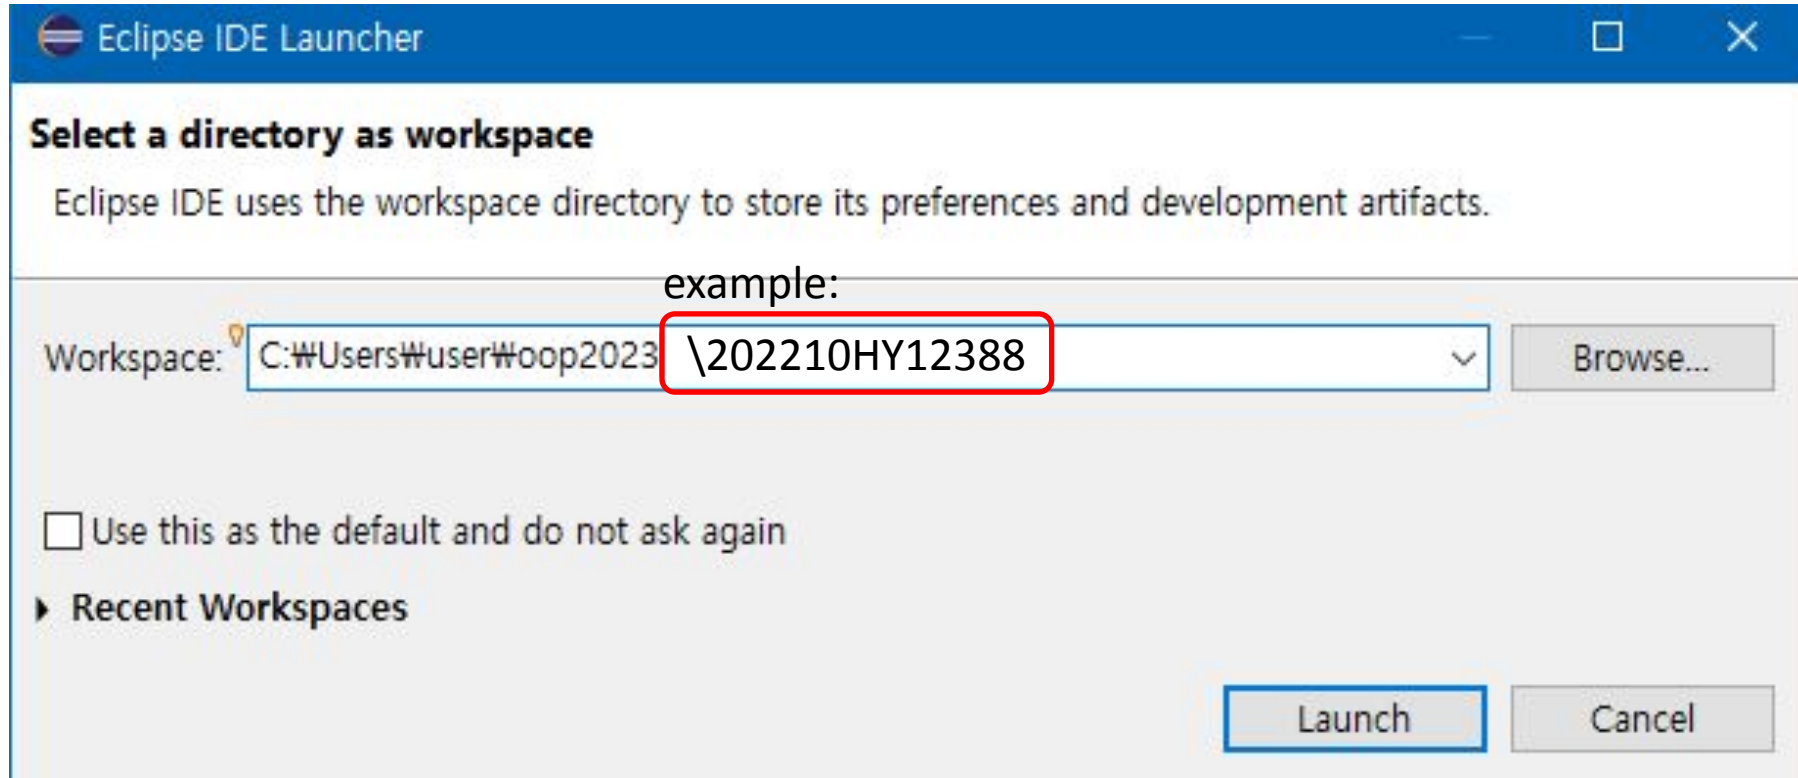 Eclipse IDE Launcher
Select a directory as workspace
Eclipse IDE uses the workspace directory to store its preferences and development artifacts.
example:
Workspace: C:₩Users₩user₩oop2023 \202210HY12388 Browse...
Use this as the default and do not ask again
Recent Workspaces
Launch Cancel